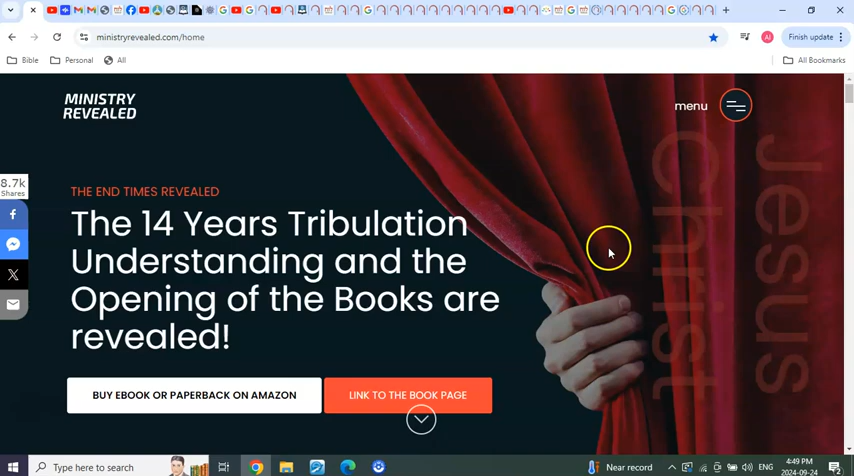 ministryrevealed.com/home
AI
Finish update
Bible
Personal
All
All Bookmarks
MINISTRY
REVEALED
menu
8.7k
Shares
THE END TIMES REVEALED
The 14 Years Tribulation
Understanding and the
Opening of the Books are
revealed!
Jesus
Christ
BUY EBOOK OR PAPERBACK ON AMAZON
LINK TO THE BOOK PAGE
Type here to search
Near record
ENG
4:49 PM
2024-09-24
2